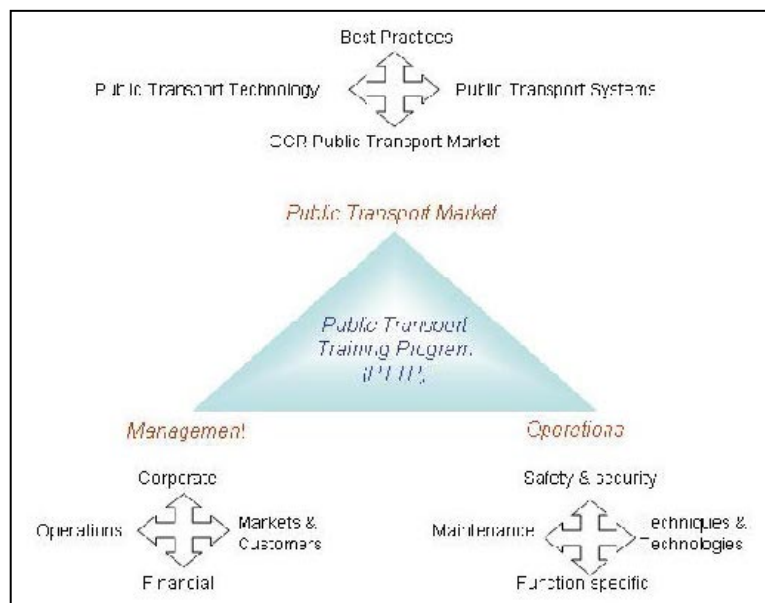 Best Practices
Public Transport Technology
Public Transport Systems
Public Transport Market
Public Transport Market
Public Transport
Training Program
(PTTP)
Management
Operations
Corporate
Operations
Markets &
Customers
Financial
Safety & security
Maintenance
Techniques &
Technologies
Function specific